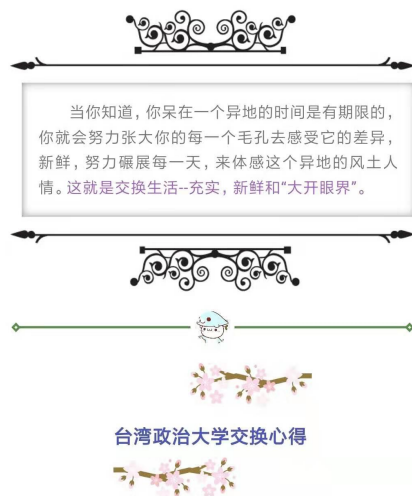 当你知道，你呆在一个异地的时间是有期限的，
你就会努力张大你的每一个毛孔去感受它的差异，
新鲜，努力碾展每一天，来体感这个异地的风土人
情。这就是交换生活--充实，新鲜和“大开眼界”。
台湾政治大学交换心得